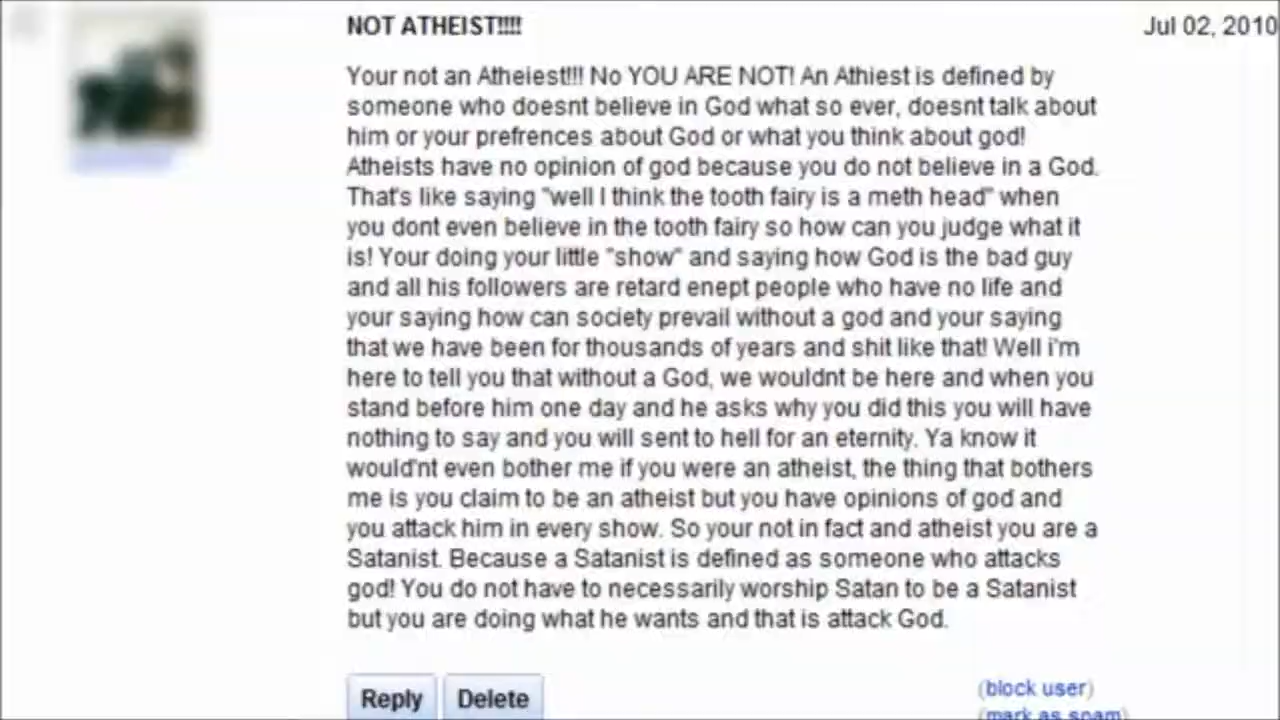 NOT ATHEIST!!!! Jul 02, 2010
Your not an Atheiest!!! No YOU ARE NOT! An Athiest is defined by
someone who doesnt believe in God what so ever, doesnt talk about
him or your prefrences about God or what you think about god!
Atheists have no opinion of god because you do not believe in a God.
That's like saying "well I think the tooth fairy is a meth head" when
you dont even believe in the tooth fairy so how can you judge what it
is! Your doing your little "show" and saying how God is the bad guy
and all his followers are retard enept people who have no life and
your saying how can society prevail without a god and your saying
that we have been for thousands of years and shit like that! Well i'm
here to tell you that without a God, we wouldnt be here and when you
stand before him one day and he asks why you did this you will have
nothing to say and you will sent to hell for an eternity. Ya know it
would'nt even bother me if you were an atheist, the thing that bothers
me is you claim to be an atheist but you have opinions of god and
you attack him in every show. So your not in fact and atheist you are a
Satanist. Because a Satanist is defined as someone who attacks
god! You do not have to necessarily worship Satan to be a Satanist
but you are doing what he wants and that is attack God.
Reply Delete (block user)
(mark as spam)